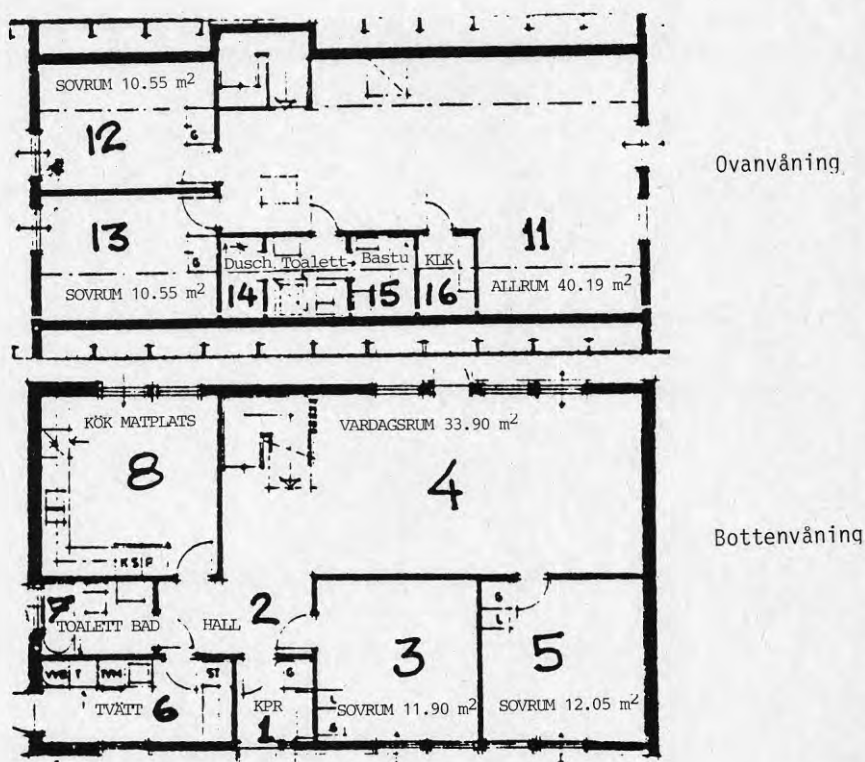 SOVRUM 10.55 m²
12
G
Ovanvåning
13
G
11
Dusch Toalett Bastu KLK
14 15 16
SOVRUM 10.55 m²
ALLRUM 40.19 m²
KÖK MATPLATS
VARDAGSRUM 33.90 m²
8
4
Bottenvåning
K S F
7
2
G
L
TOALETT BAD
HALL
3
5
VVB T TVM
ST
G
TVÄTT 6
KPR
L
SOVRUM 11.90 m²
SOVRUM 12.05 m²
1
G